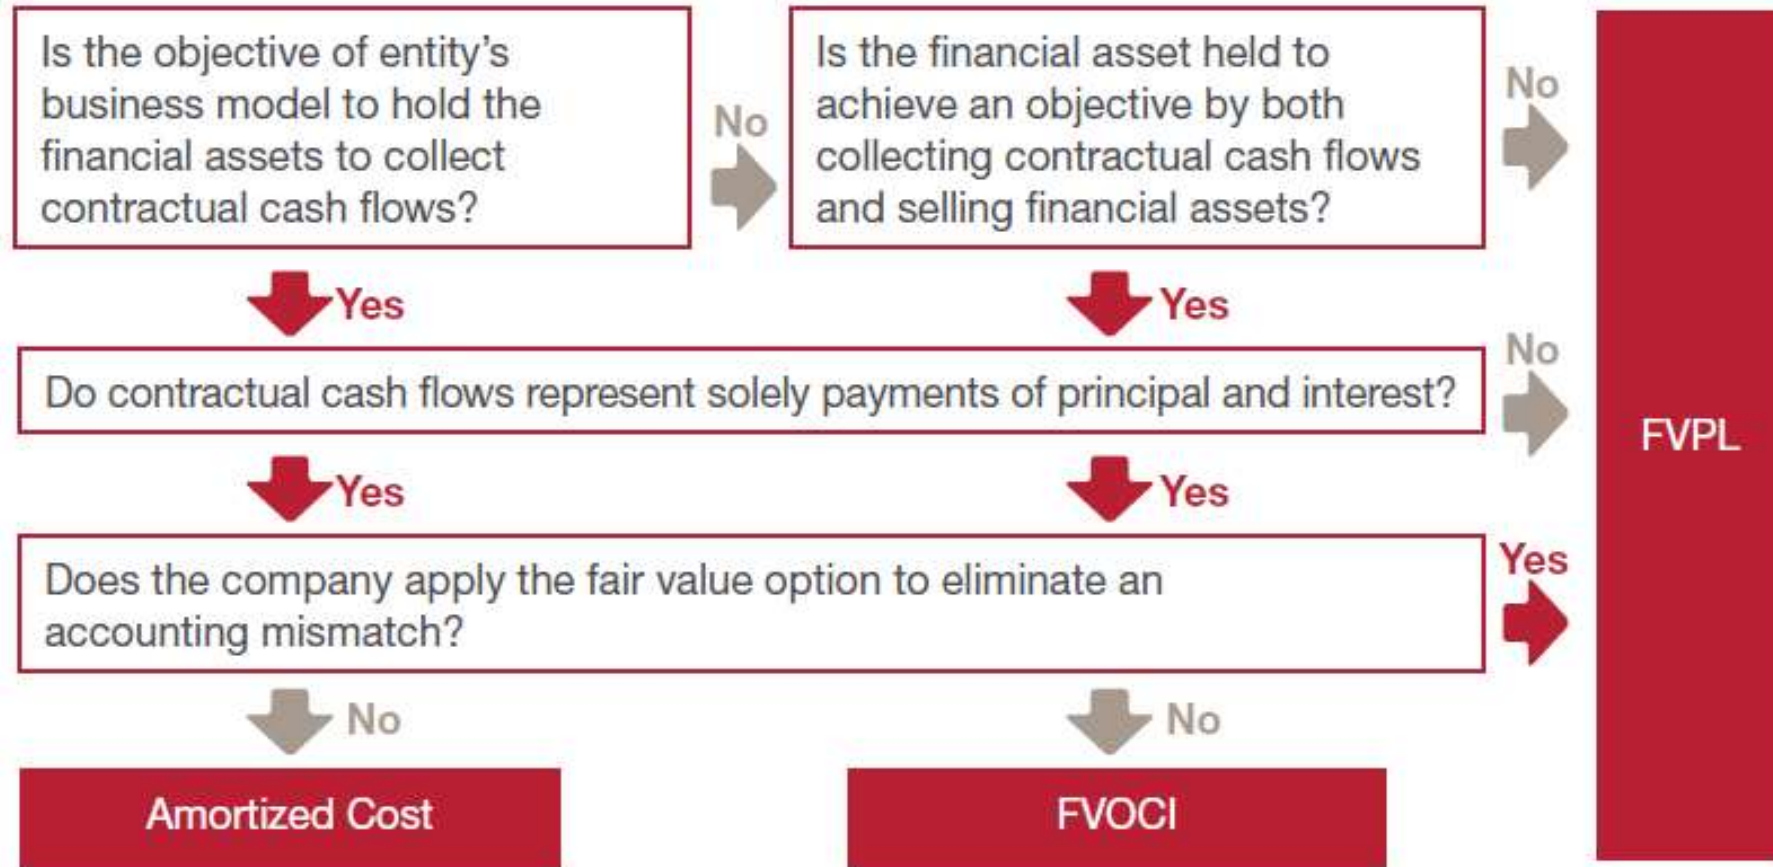 Is the objective of entity's
business model to hold the
financial assets to collect
contractual cash flows?
No
Is the financial asset held to
achieve an objective by both
collecting contractual cash flows
and selling financial assets?
No
Yes
Yes
Do contractual cash flows represent solely payments of principal and interest?
No
FVPL
Yes
Yes
Does the company apply the fair value option to eliminate an
accounting mismatch?
Yes
No
No
Amortized Cost
FVOCI